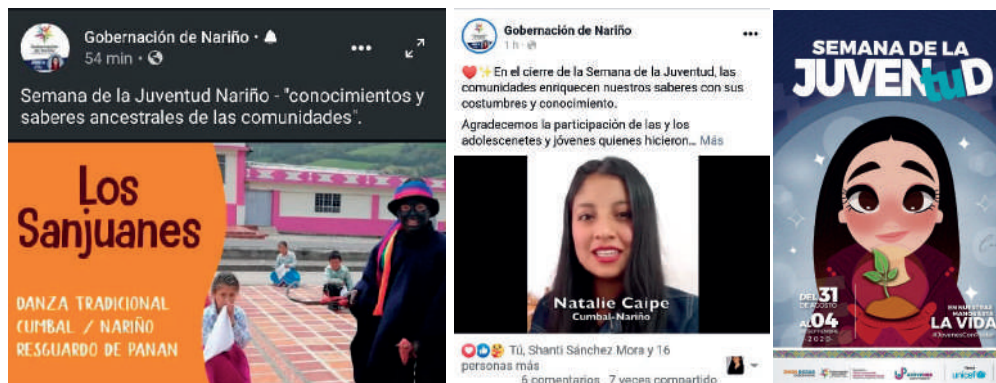 Gobernación de Nariño
54 min
Semana de la Juventud Nariño - "conocimientos y
saberes ancestrales de las comunidades".
Los
Sanjuanes
DANZA TRADICIONAL
CUMBAL / NARIÑO
RESGUARDO DE PANAN
Gobernación de Nariño
1 h
En el cierre de la Semana de la Juventud, las
comunidades enriquecen nuestros saberes con sus
costumbres y conocimiento.
Agradecemos la participación de las y los
adolescenetes y jóvenes quienes hicieron... Más
Natalie Caipe
Cumbal-Nariño
Tú, Shanti Sánchez Mora y 16
personas más
6 comentarios 7 veces compartido
SEMANA DE LA
JUVENtuD
DEL 31
DE AGOSTO
AL 04
-2020-
EN NUESTRAS
MANOS ESTÁ
LA VIDA
unicef